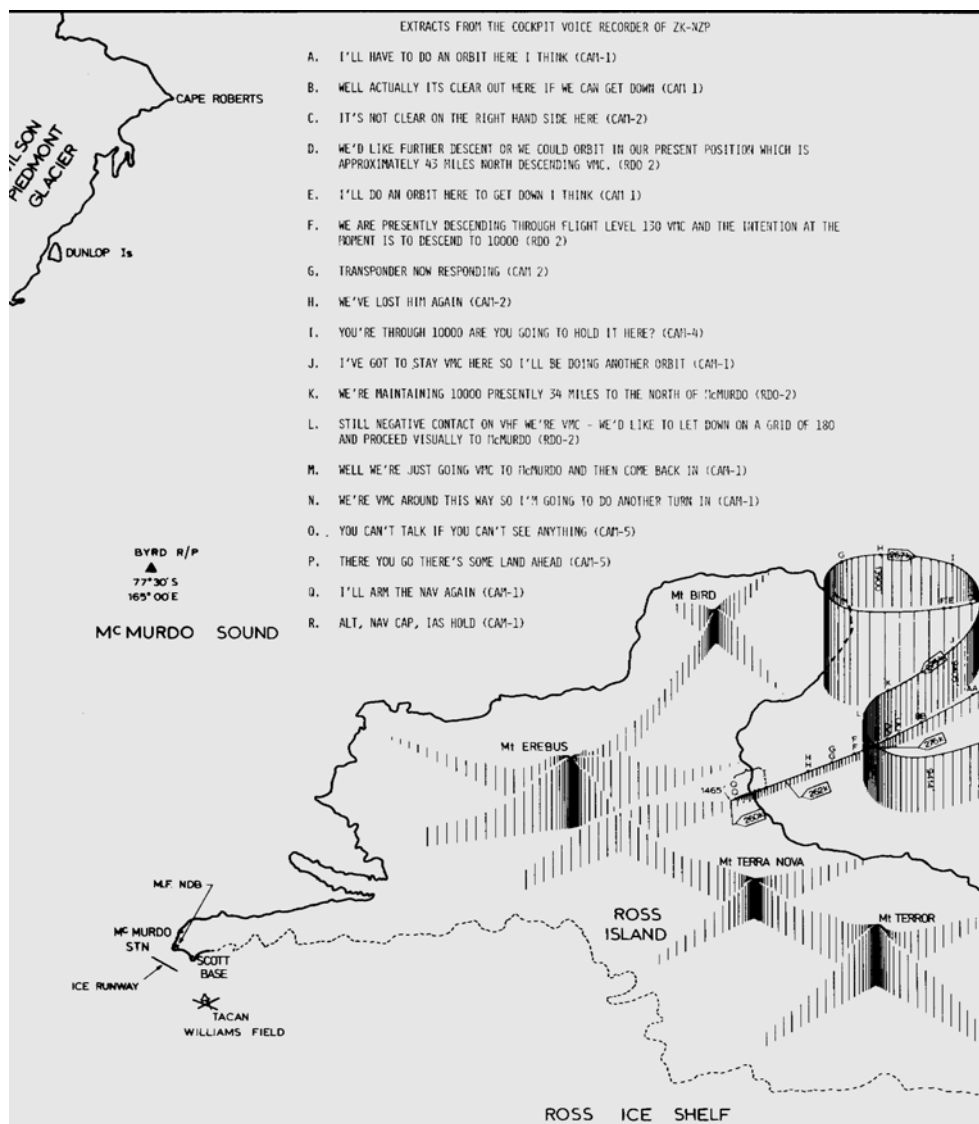 EXTRACTS FROM THE COCKPIT VOICE RECORDER OF ZK-NZP
A. I'LL HAVE TO DO AN ORBIT HERE I THINK (CAM-1)
B. WELL ACTUALLY ITS CLEAR OUT HERE IF WE CAN GET DOWN (CAM 1)
C. IT'S NOT CLEAR ON THE RIGHT HAND SIDE HERE (CAM-2)
D. WE'D LIKE FURTHER DESCENT OR WE COULD ORBIT IN OUR PRESENT POSITION WHICH IS
APPROXIMATELY 43 MILES NORTH DESCENDING VMC. (RDO 2)
E. I'LL DO AN ORBIT HERE TO GET DOWN I THINK (CAM 1)
F. WE ARE PRESENTLY DESCENDING THROUGH FLIGHT LEVEL 130 VMC AND THE INTENTION AT THE
MOMENT IS TO DESCEND TO 10000 (RDO 2)
G. TRANSPONDER NOW RESPONDING (CAM 2)
H. WE'VE LOST HIM AGAIN (CAM-2)
I. YOU'RE THROUGH 10000 ARE YOU GOING TO HOLD IT HERE? (CAM-4)
J. I'VE GOT TO STAY VMC HERE SO I'LL BE DOING ANOTHER ORBIT (CAM-1)
K. WE'RE MAINTAINING 10000 PRESENTLY 34 MILES TO THE NORTH OF McMURDO (RDO-2)
L. STILL NEGATIVE CONTACT ON VHF WE'RE VMC - WE'D LIKE TO LET DOWN ON A GRID OF 180
AND PROCEED VISUALLY TO McMURDO (RDO-2)
M. WELL WE'RE JUST GOING VMC TO McMURDO AND THEN COME BACK IN (CAM-1)
N. WE'RE VMC AROUND THIS WAY SO I'M GOING TO DO ANOTHER TURN IN (CAM-1)
O. YOU CAN'T TALK IF YOU CAN'T SEE ANYTHING (CAM-5)
P. THERE YOU GO THERE'S SOME LAND AHEAD (CAM-5)
Q. I'LL ARM THE NAV AGAIN (CAM-1)
R. ALT, NAV CAP, IAS HOLD (CAM-1)
CAPE ROBERTS
PIEDMONT
GLACIER
DUNLOP Is
BYRD R/P
77°30'S
165°00'E
McMURDO SOUND
Mt BIRD
G
H
I
J
K
L
AA
BB
FF
GG
HH
Mt EREBUS
1465'
OO
262k
260k
Mt TERRA NOVA
Mt TERROR
ROSS
ISLAND
M.F. NDB
McMURDO
STN
SCOTT
BASE
ICE RUNWAY
TACAN
WILLIAMS FIELD
ROSS ICE SHELF